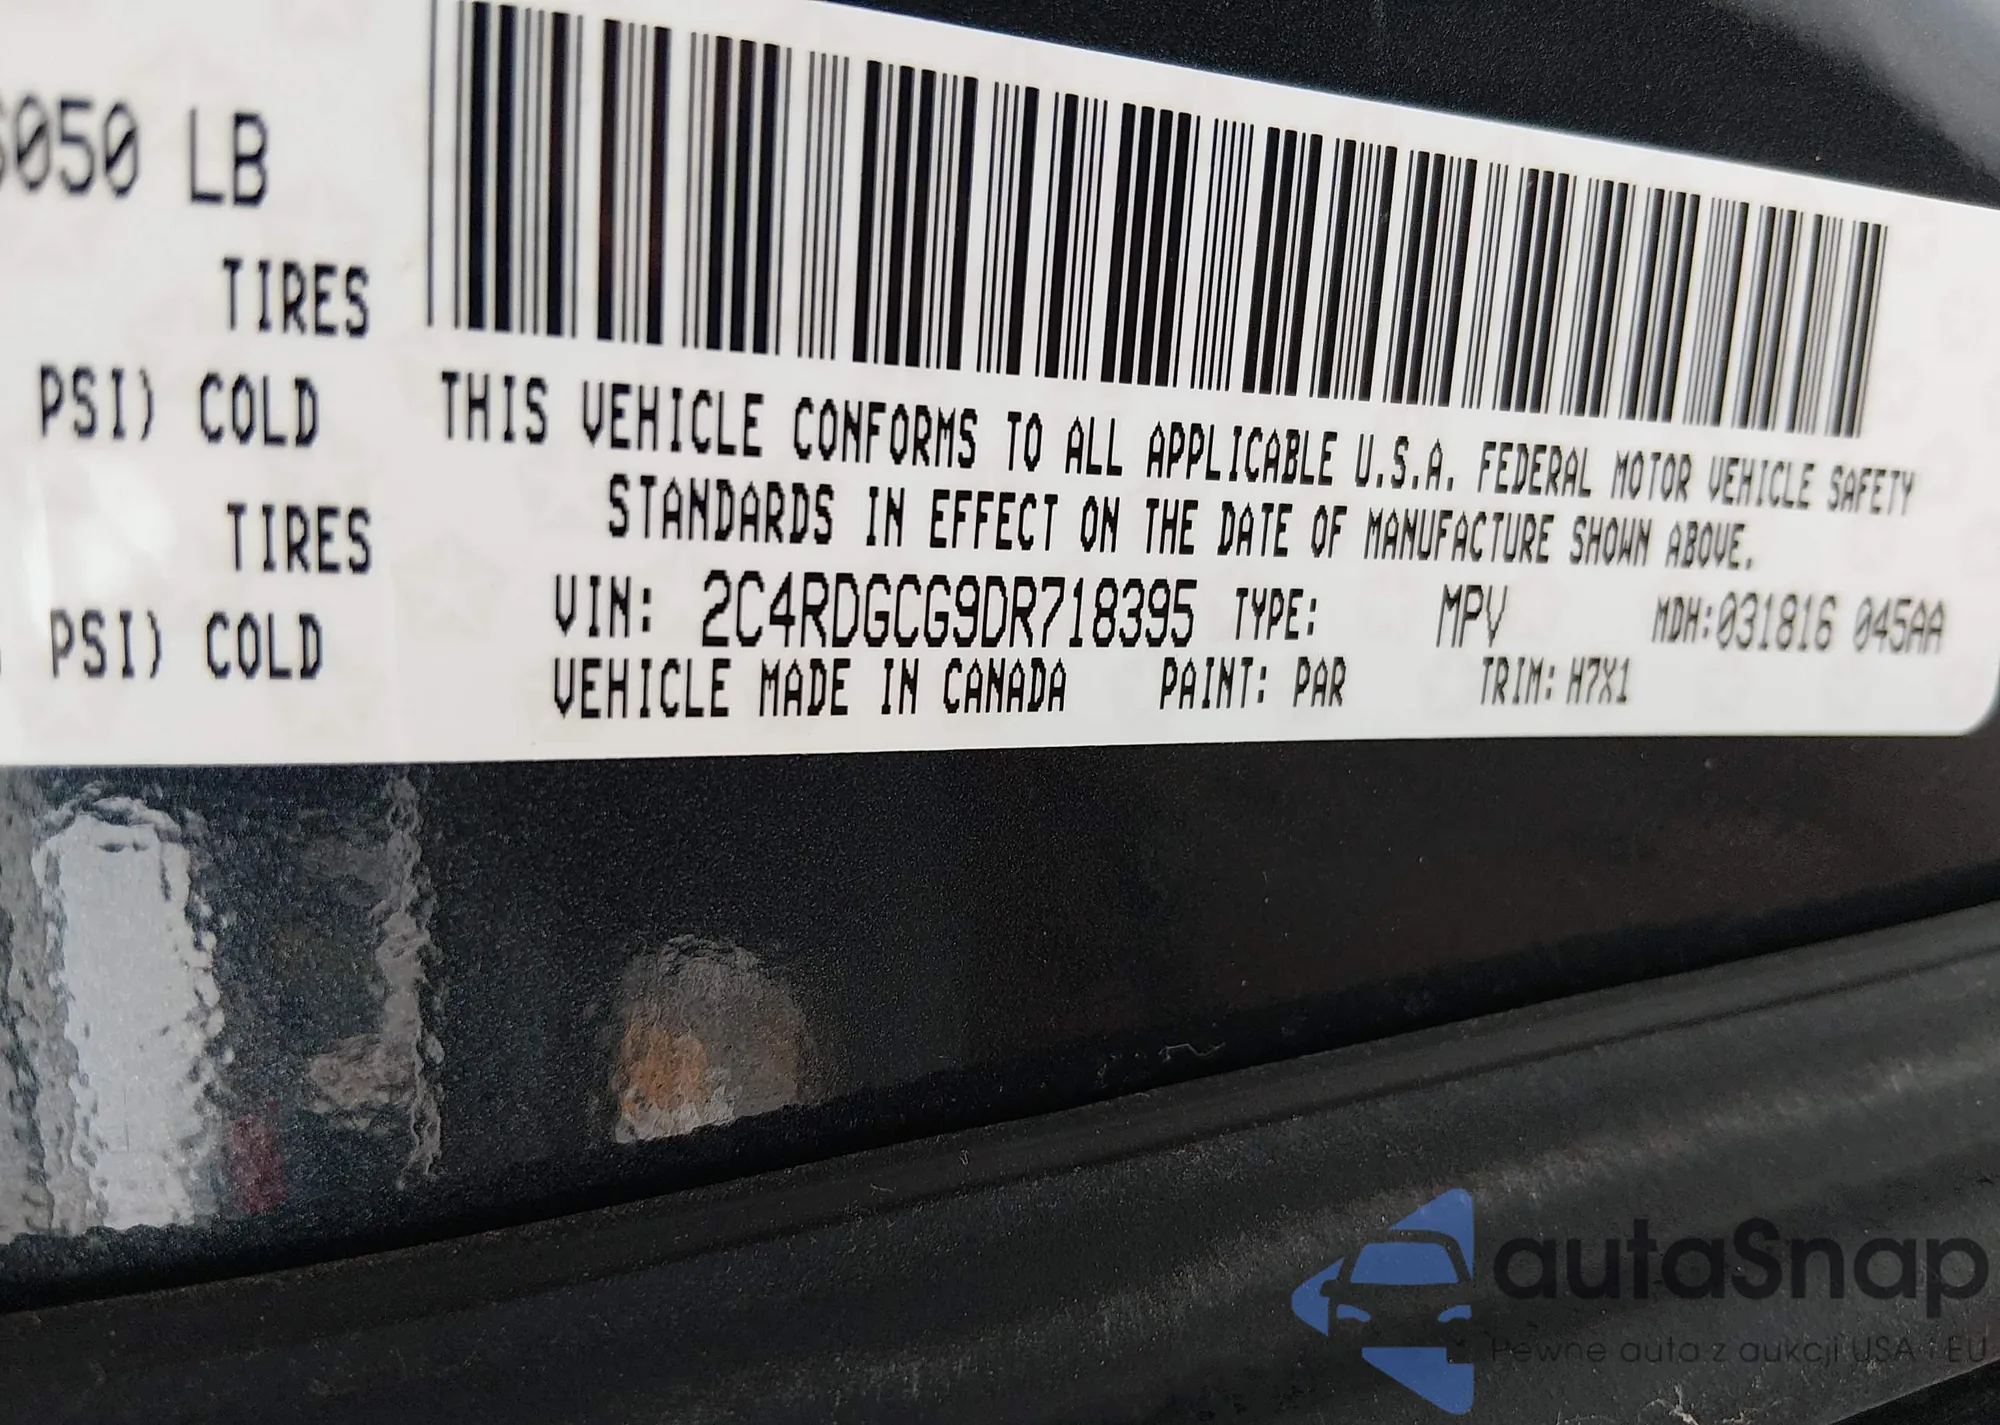 6050 LB
TIRES
PSI) COLD
TIRES
PSI) COLD
THIS VEHICLE CONFORMS TO ALL APPLICABLE U.S.A. FEDERAL MOTOR VEHICLE SAFETY
STANDARDS IN EFFECT ON THE DATE OF MANUFACTURE SHOWN ABOVE.
VIN: 2C4RDGCG9DR718395 TYPE: MPV MDH:031816 045AA
VEHICLE MADE IN CANADA PAINT: PAR TRIM: H7X1
autaSnap
Pewne auta z aukcji USA i EU